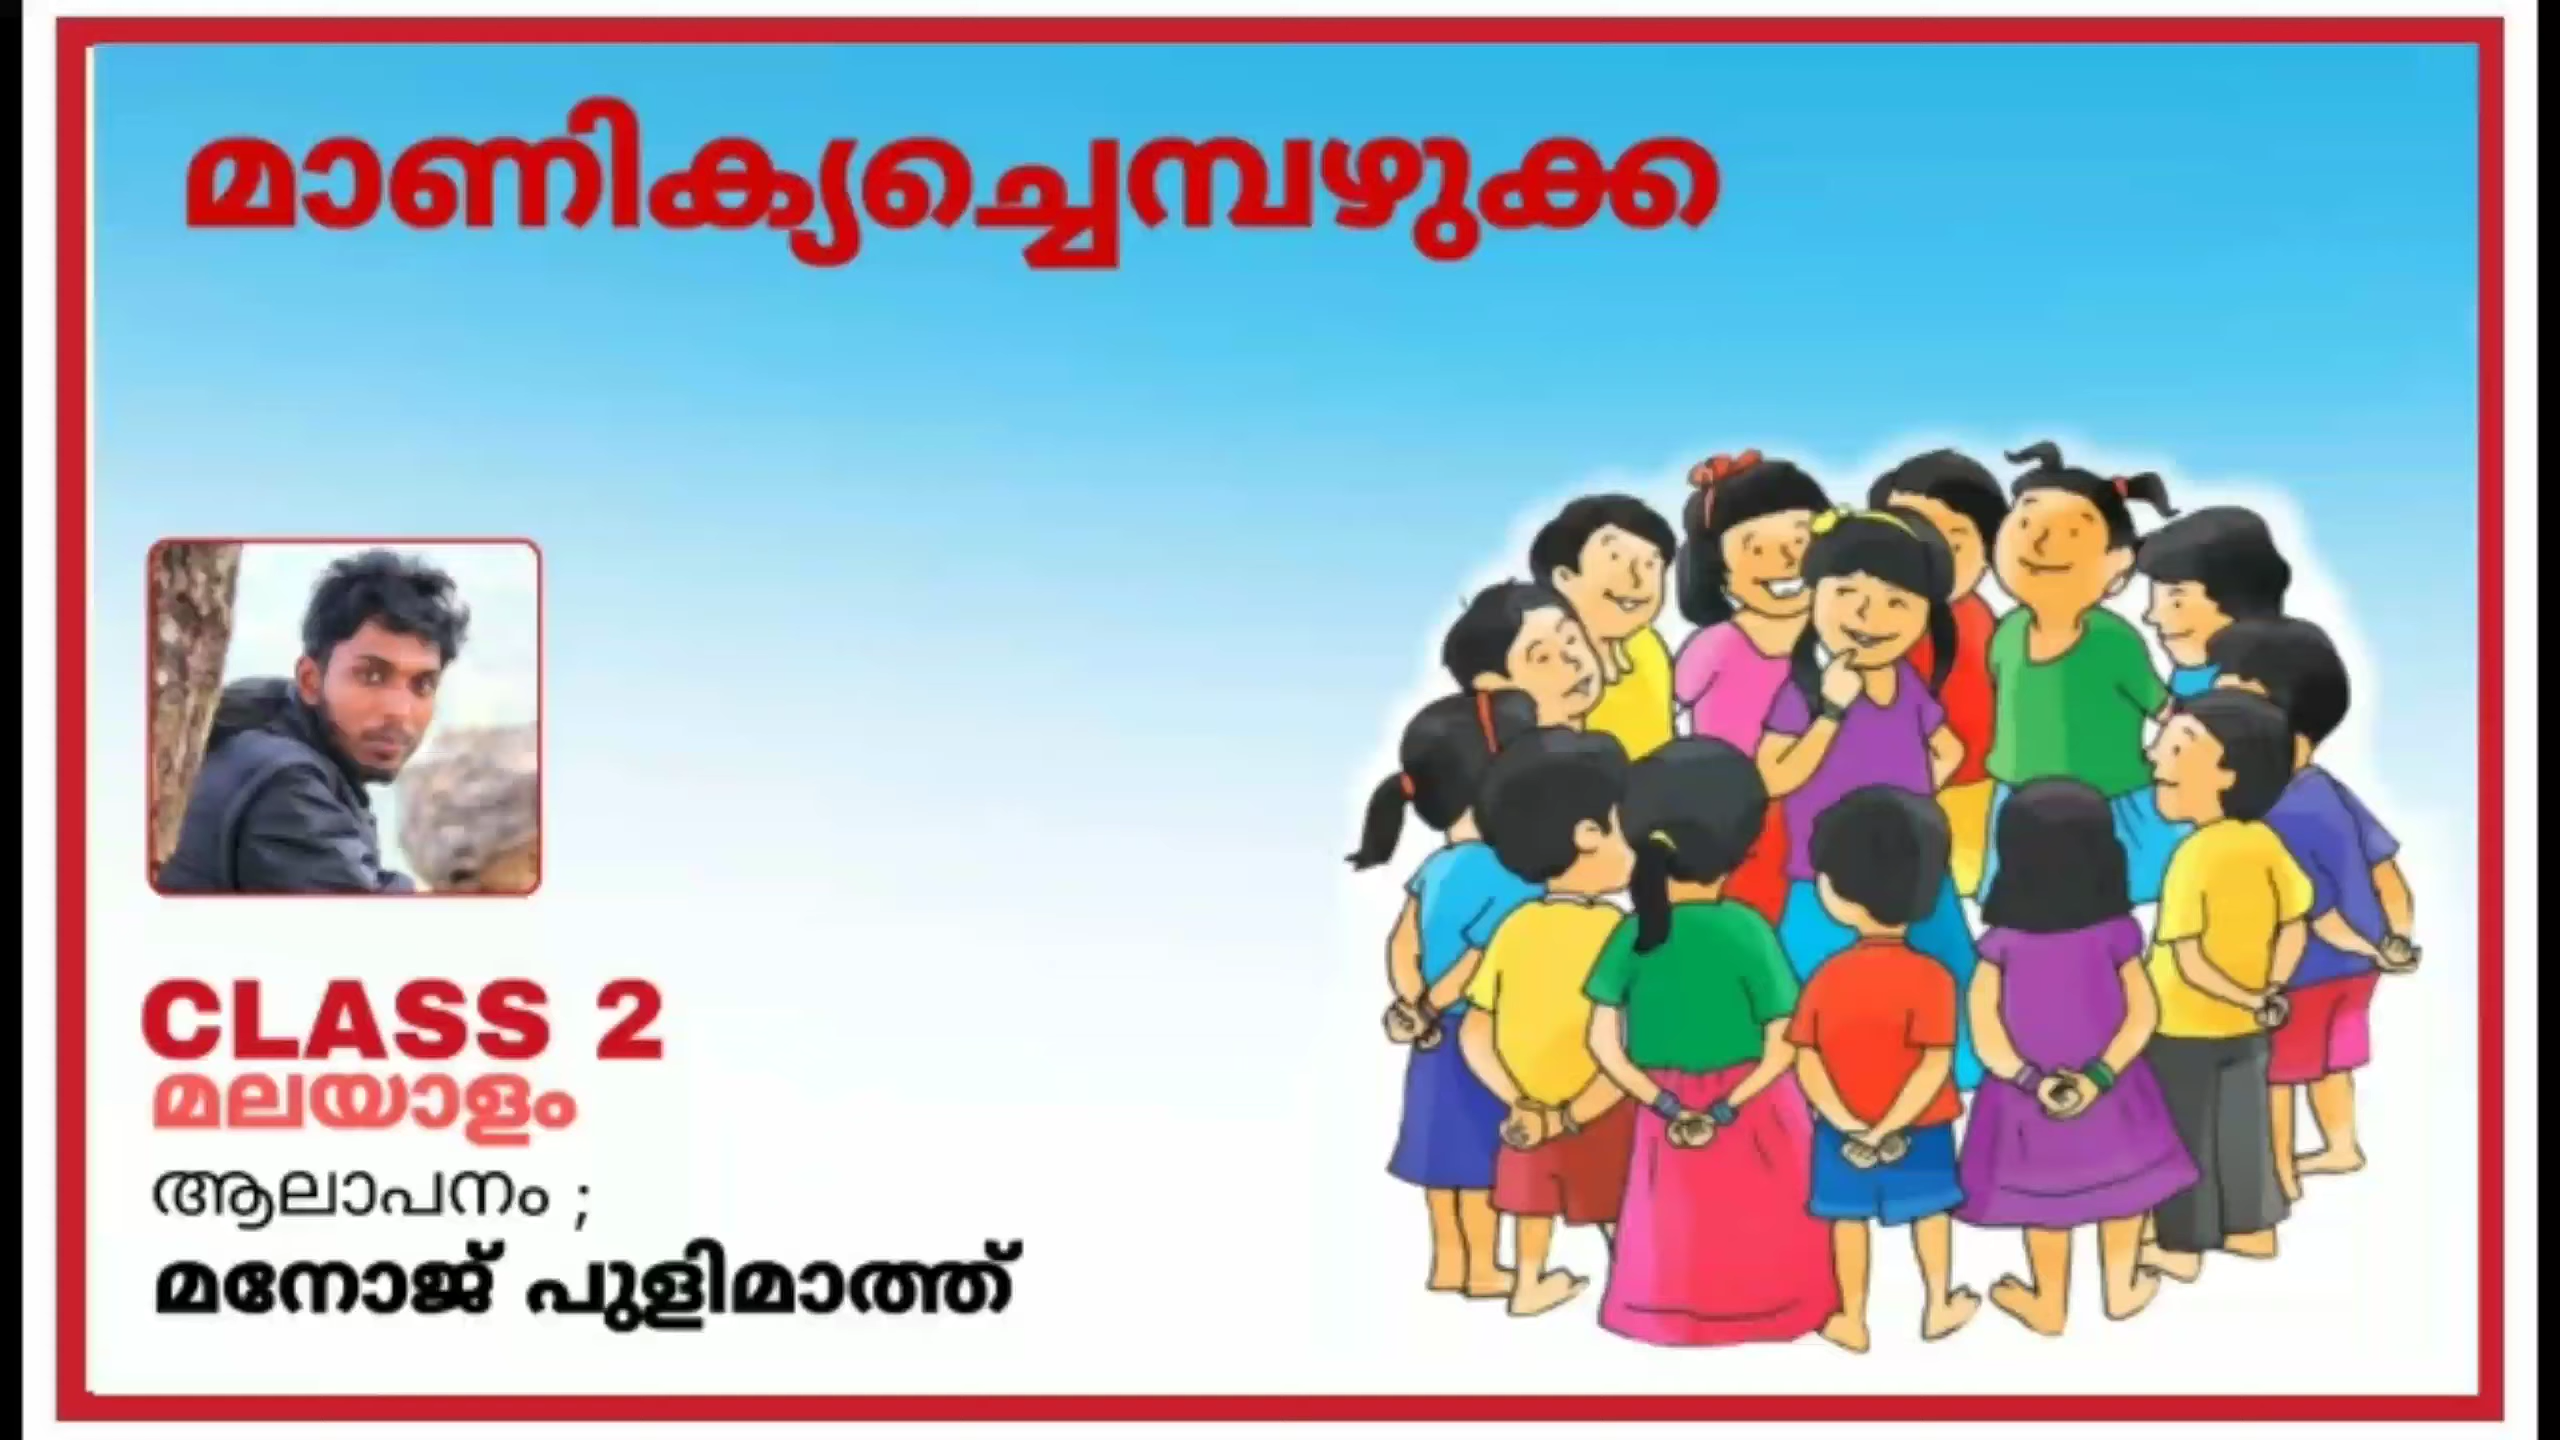 മാണിക്യച്ചെമ്പഴുക്ക
CLASS 2
മലയാളം
ആലാപനം ;
മനോജ് പുളിമാത്ത്